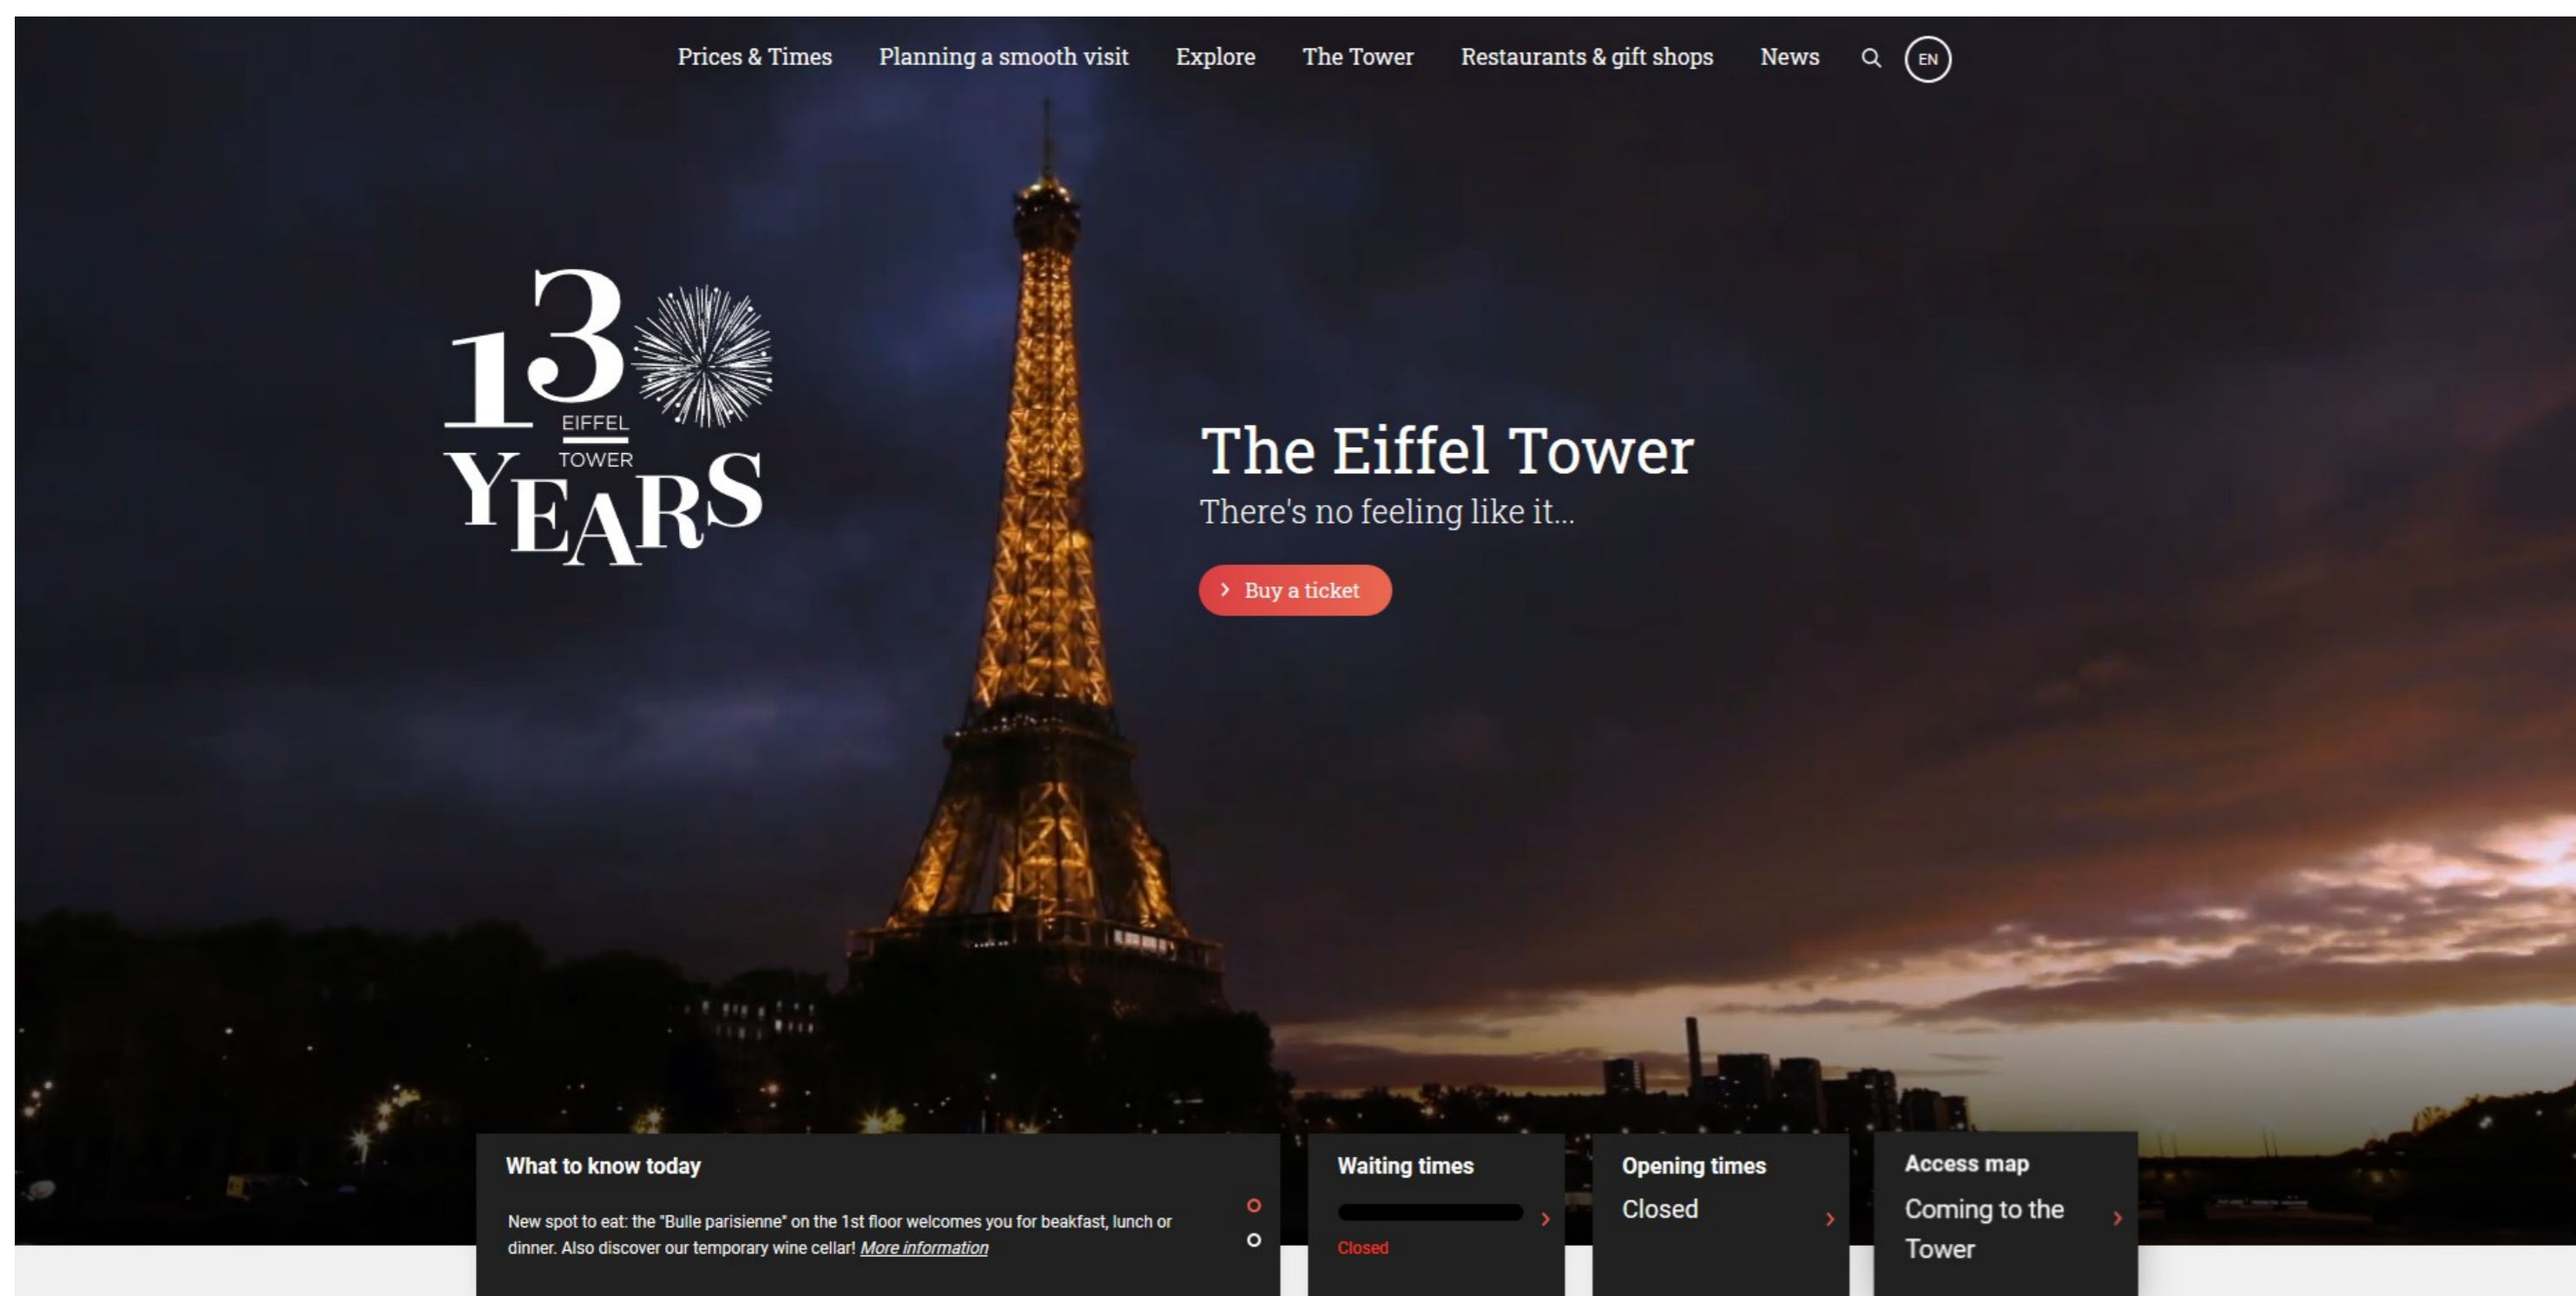 Prices & Times Planning a smooth visit Explore The Tower Restaurants & gift shops News EN
130
EIFFEL
TOWER
YEARS
The Eiffel Tower
There's no feeling like it...
Buy a ticket
What to know today
New spot to eat: the "Bulle parisienne" on the 1st floor welcomes you for beakfast, lunch or
dinner. Also discover our temporary wine cellar! More information
Waiting times
Closed
Opening times
Closed
Access map
Coming to the
Tower